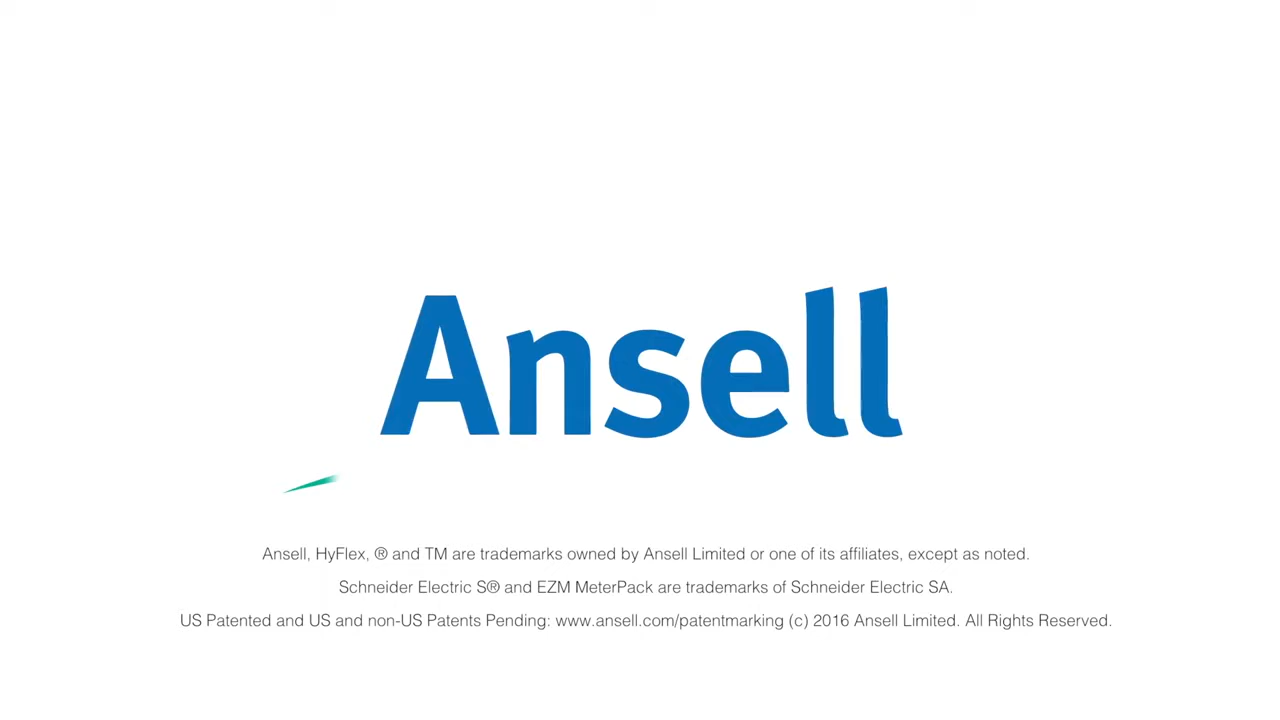 Ansell
Ansell, HyFlex, ® and TM are trademarks owned by Ansell Limited or one of its affiliates, except as noted.
Schneider Electric S® and EZM MeterPack are trademarks of Schneider Electric SA.
US Patented and US and non-US Patents Pending: www.ansell.com/patentmarking (c) 2016 Ansell Limited. All Rights Reserved.